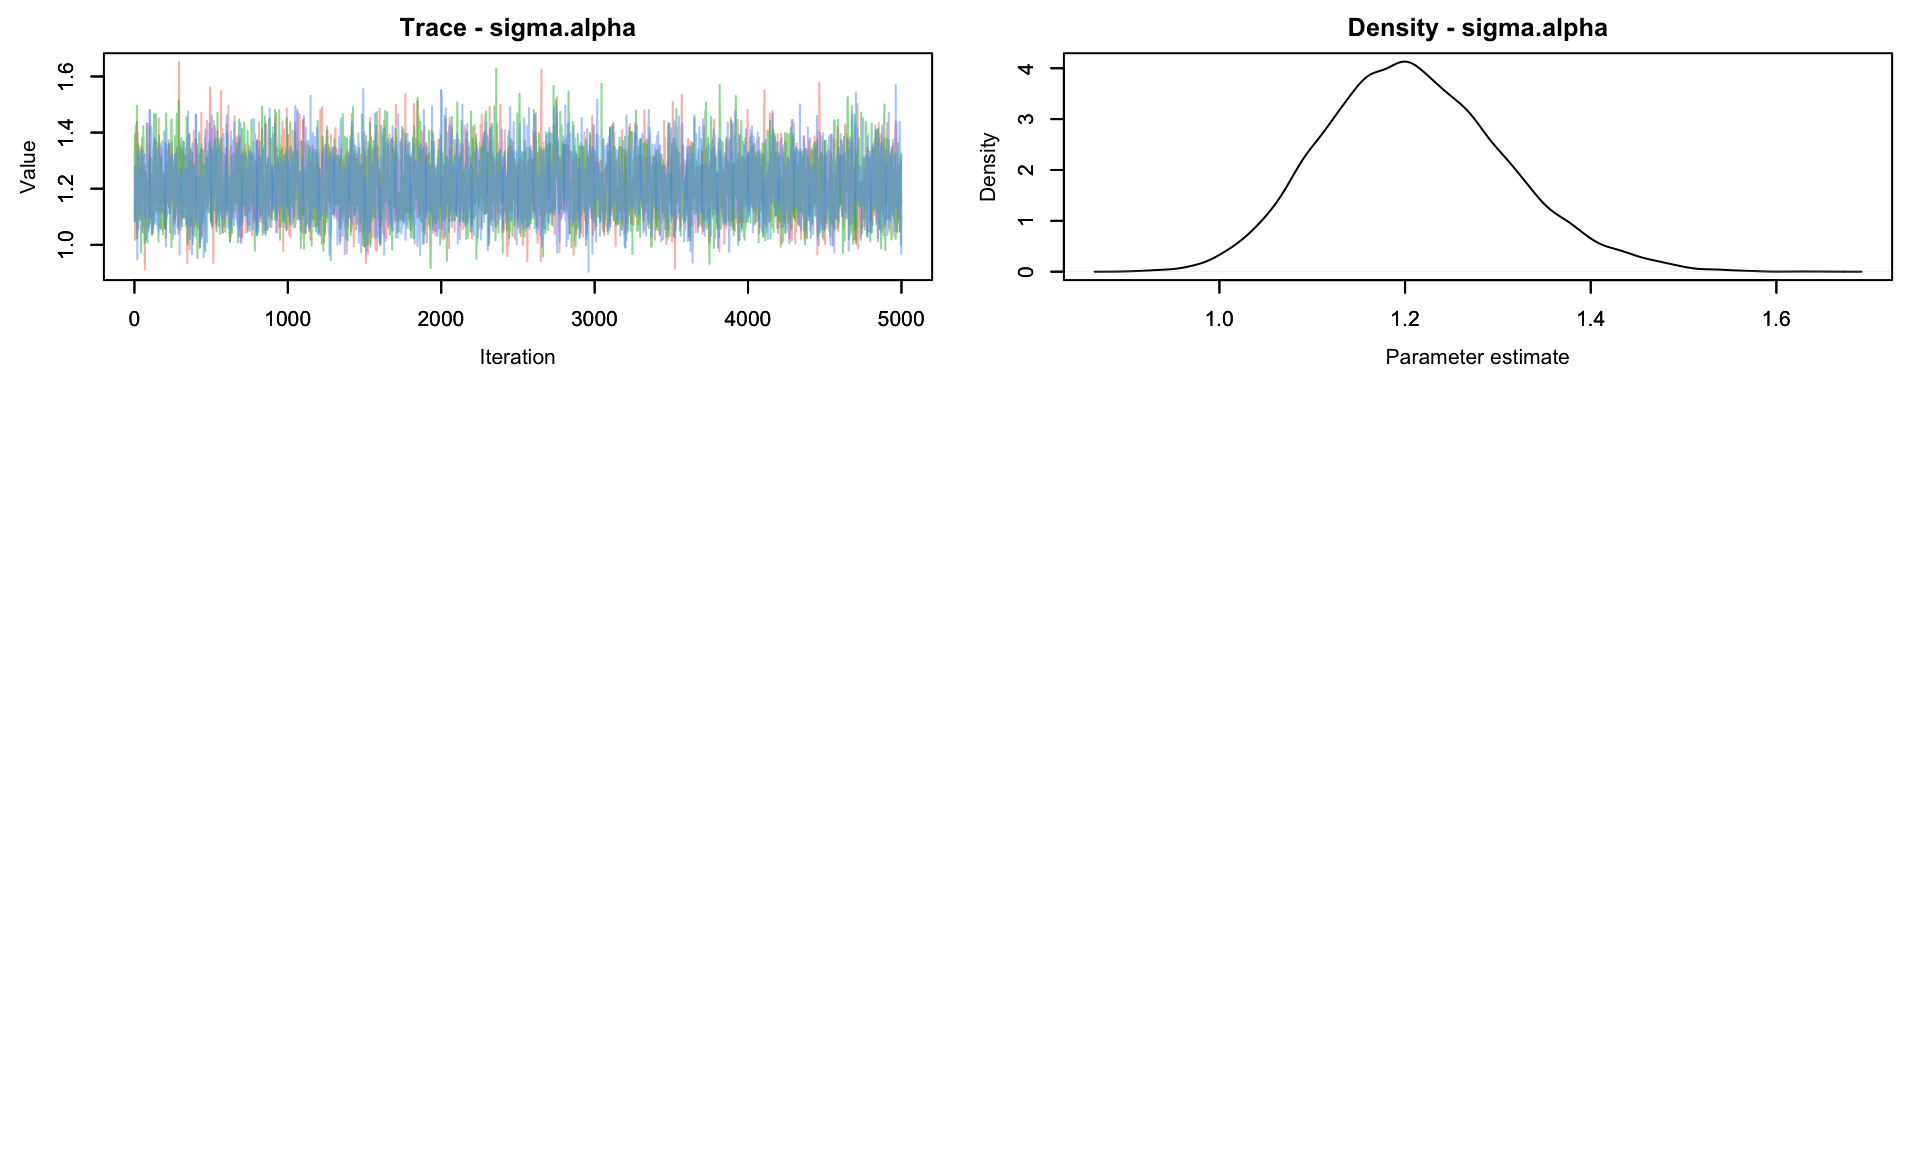 Trace - sigma.alpha
Value
1.0 1.2 1.4 1.6
0 1000 2000 3000 4000 5000
Iteration
Density - sigma.alpha
Density
0 1 2 3 4
1.0 1.2 1.4 1.6
Parameter estimate